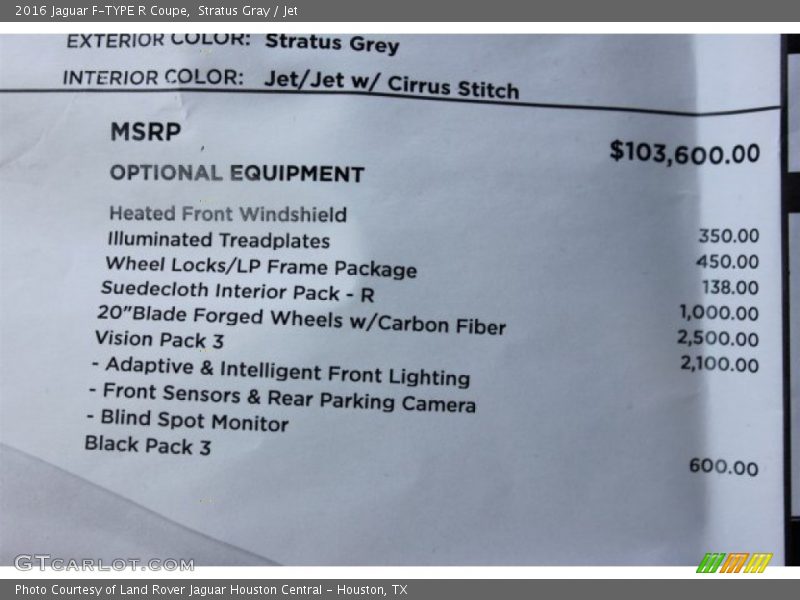 2016 Jaguar F-TYPE R Coupe, Stratus Gray / Jet
EXTERIOR COLOR: Stratus Grey
INTERIOR COLOR: Jet/Jet w/ Cirrus Stitch
MSRP $103,600.00
OPTIONAL EQUIPMENT
Heated Front Windshield 350.00
Illuminated Treadplates 450.00
Wheel Locks/LP Frame Package 138.00
Suedecloth Interior Pack - R 1,000.00
20"Blade Forged Wheels w/Carbon Fiber 2,500.00
Vision Pack 3 2,100.00
- Adaptive & Intelligent Front Lighting
- Front Sensors & Rear Parking Camera
- Blind Spot Monitor
Black Pack 3 600.00
GTCARLOT.COM
Photo Courtesy of Land Rover Jaguar Houston Central - Houston, TX